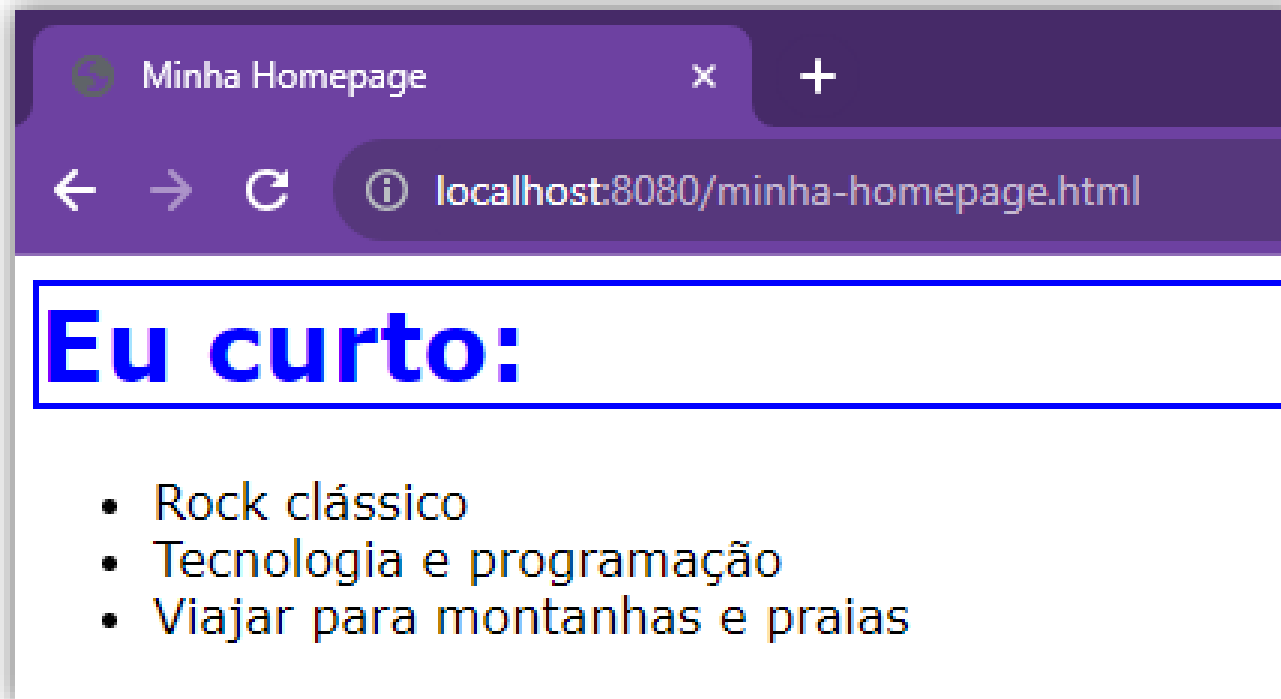 Minha Homepage
localhost:8080/minha-homepage.html
Eu curto:
Rock clássico
Tecnologia e programação
Viajar para montanhas e praias